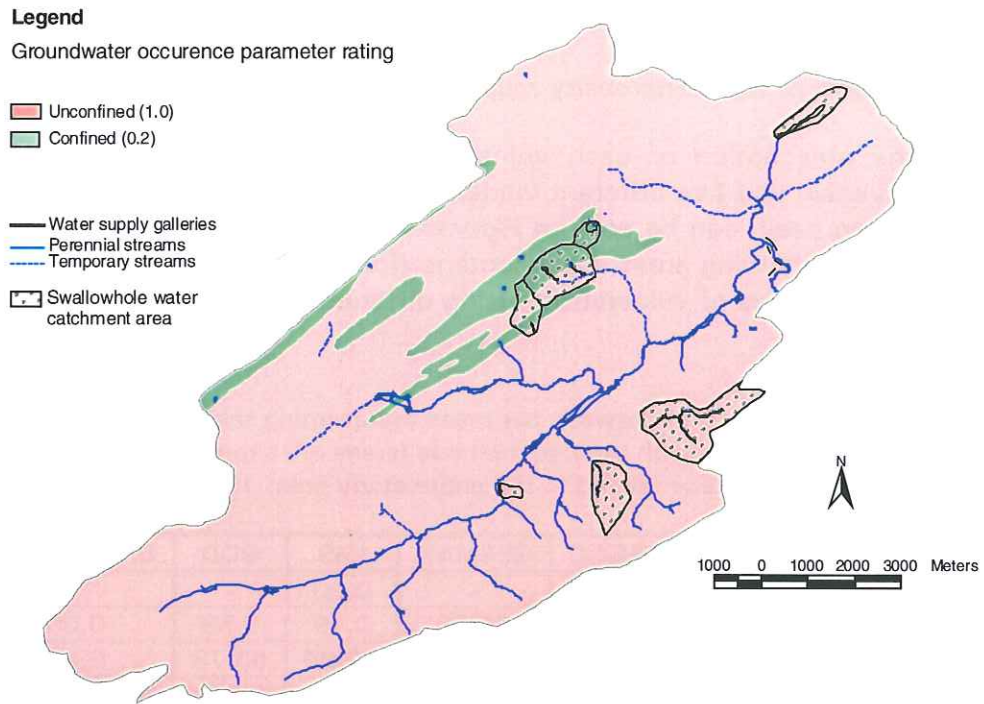 Legend
Groundwater occurence parameter rating
Unconfined (1.0)
Confined (0.2)
Water supply galleries
Perennial streams
Temporary streams
Swallowhole water
catchment area
N
1000 0 1000 2000 3000 Meters